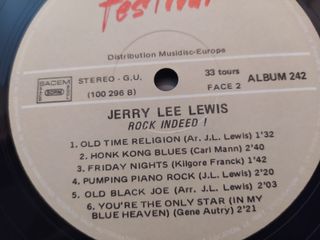 Festival
Distribution Musidisc-Europe
SACEM
STEREO - G.U.
(100 296 B)
33 tours
FACE 2
ALBUM 242
JERRY LEE LEWIS
ROCK INDEED !
1. OLD TIME RELIGION (Arr. J.L. Lewis) 1'32
2. HONK KONG BLUES (Carl Mann) 2'40
3. FRIDAY NIGHTS (Kilgore Franck) 1'42
4. PUMPING PIANO ROCK (J.L. Lewis) 2'20
5. OLD BLACK JOE (Arr. J.L. Lewis) 2'03
6. YOU'RE THE ONLY STAR (IN MY
BLUE HEAVEN) (Gene Autry) 2'21